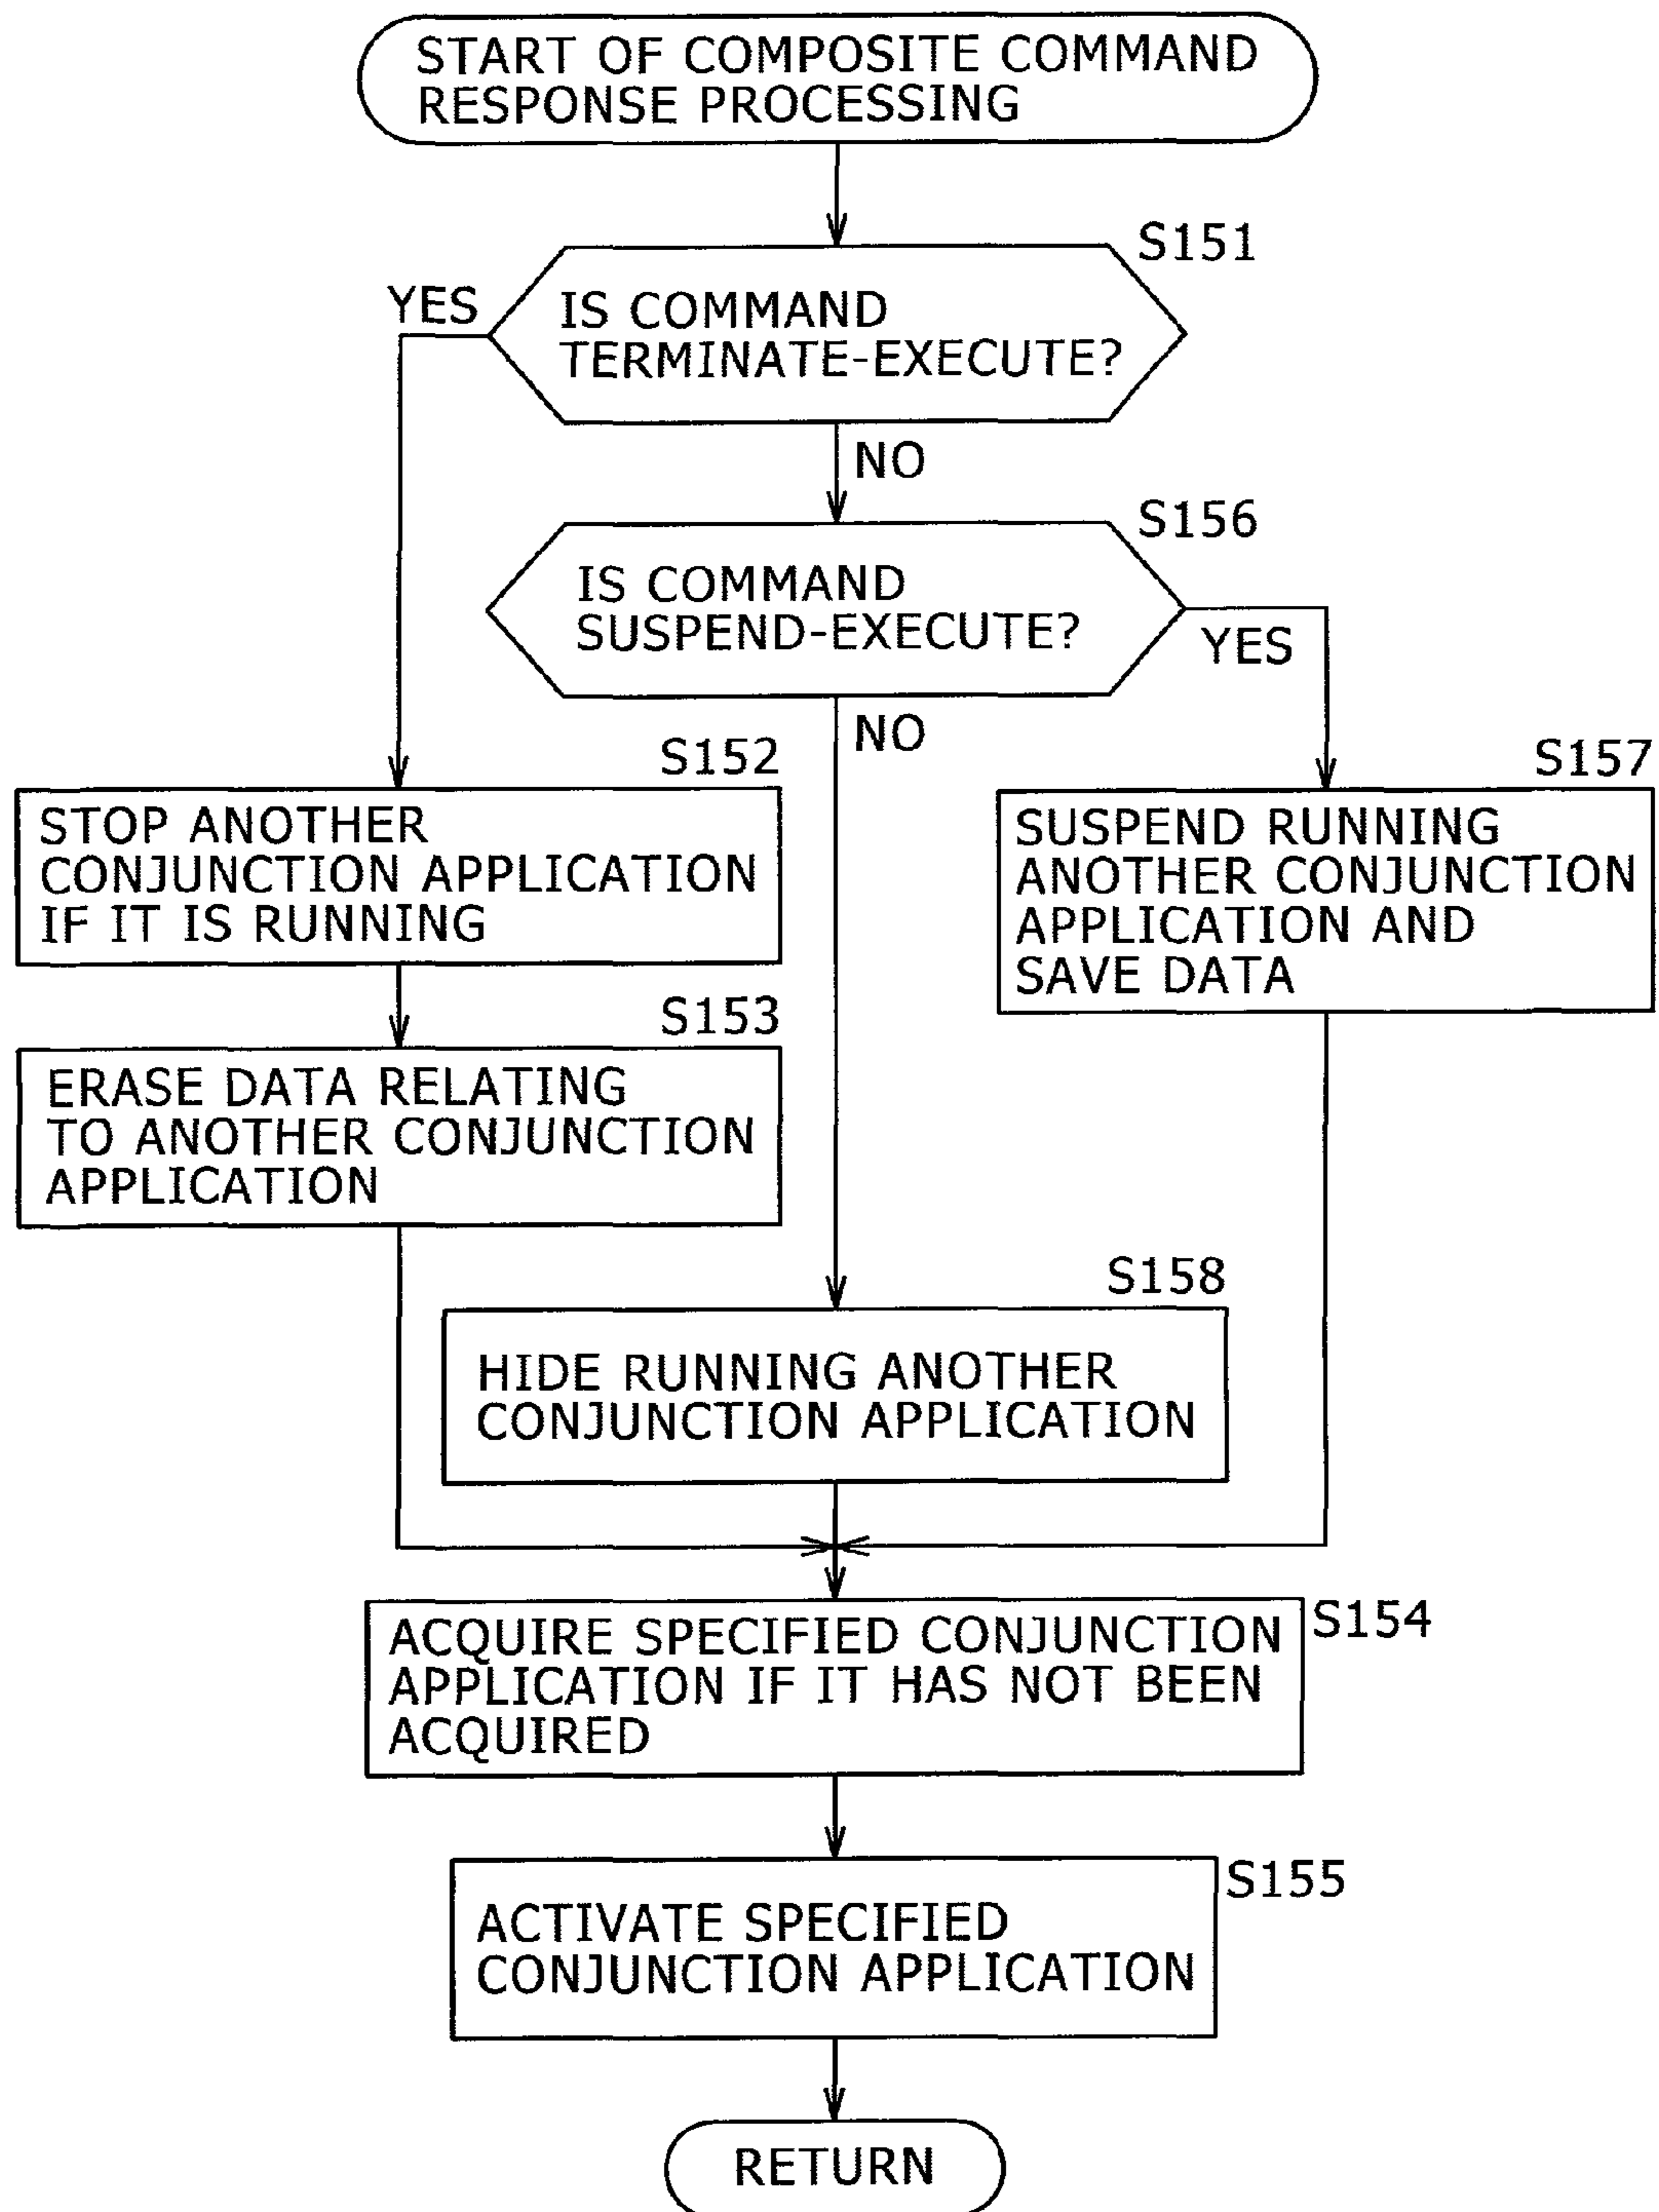 START OF COMPOSITE COMMAND
RESPONSE PROCESSING
S151
YES
IS COMMAND
TERMINATE-EXECUTE?
NO
S156
IS COMMAND
SUSPEND-EXECUTE?
YES
NO
S152
STOP ANOTHER
CONJUNCTION APPLICATION
IF IT IS RUNNING
S157
SUSPEND RUNNING
ANOTHER CONJUNCTION
APPLICATION AND
SAVE DATA
S153
ERASE DATA RELATING
TO ANOTHER CONJUNCTION
APPLICATION
S158
HIDE RUNNING ANOTHER
CONJUNCTION APPLICATION
S154
ACQUIRE SPECIFIED CONJUNCTION
APPLICATION IF IT HAS NOT BEEN
ACQUIRED
S155
ACTIVATE SPECIFIED
CONJUNCTION APPLICATION
RETURN